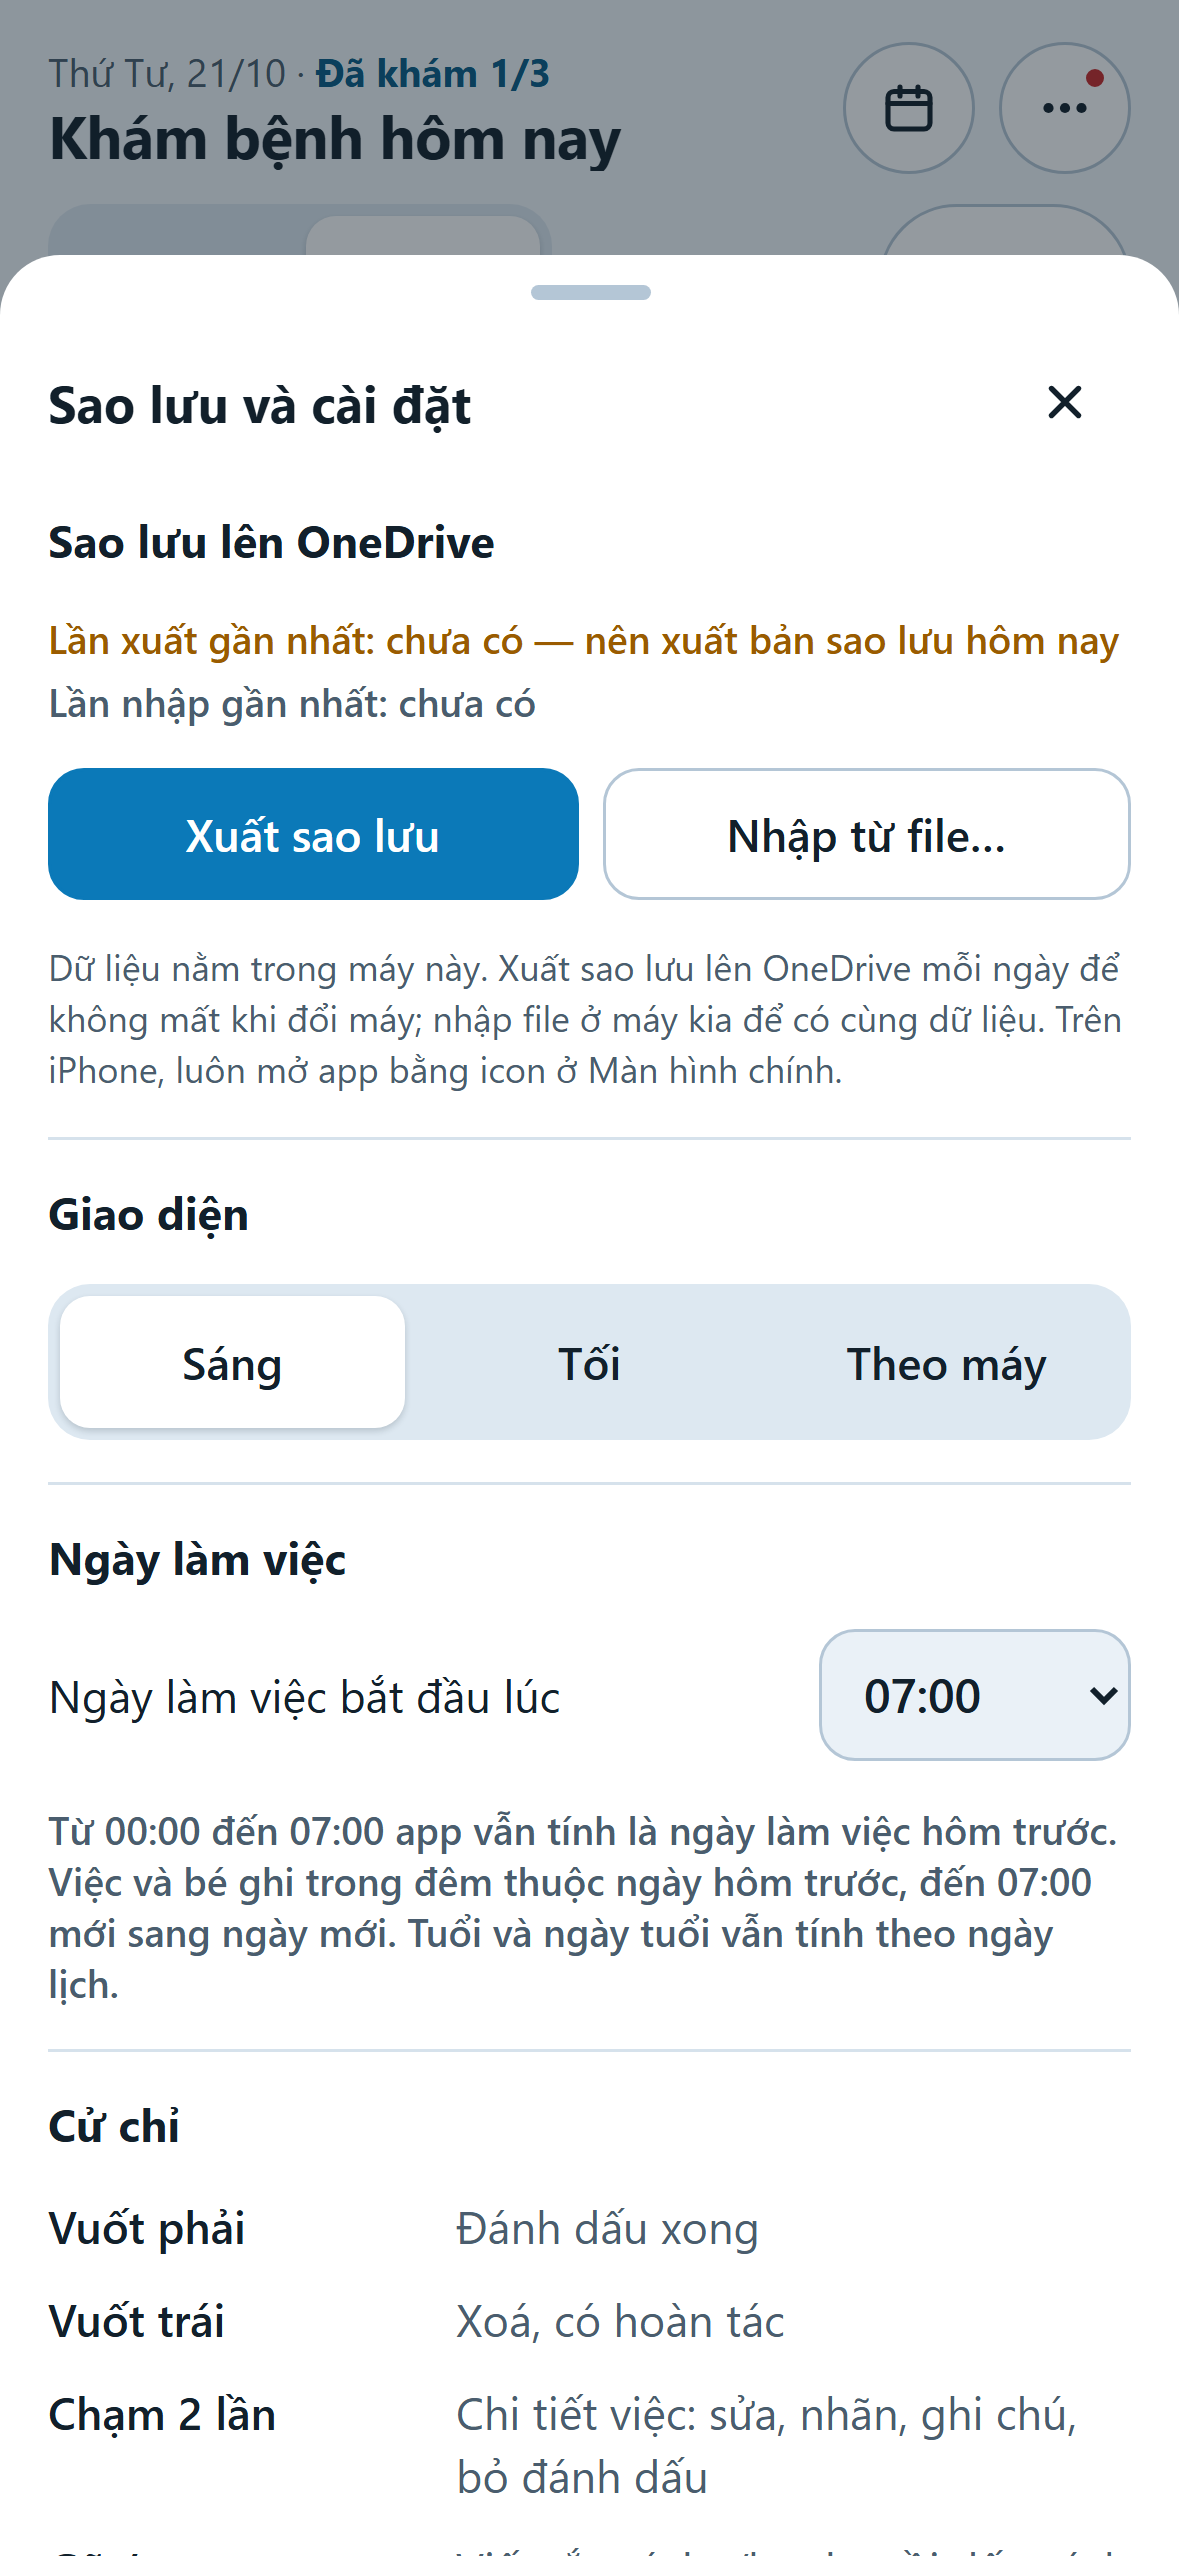 Thứ Tư, 21/10 · Đã khám 1/3
Khám bệnh hôm nay
Sao lưu và cài đặt
Sao lưu lên OneDrive
Lần xuất gần nhất: chưa có — nên xuất bản sao lưu hôm nay
Lần nhập gần nhất: chưa có
Xuất sao lưu
Nhập từ file...
Dữ liệu nằm trong máy này. Xuất sao lưu lên OneDrive mỗi ngày để
không mất khi đổi máy; nhập file ở máy kia để có cùng dữ liệu. Trên
iPhone, luôn mở app bằng icon ở Màn hình chính.
Giao diện
Sáng
Tối
Theo máy
Ngày làm việc
Ngày làm việc bắt đầu lúc
07:00
Từ 00:00 đến 07:00 app vẫn tính là ngày làm việc hôm trước.
Việc và bé ghi trong đêm thuộc ngày hôm trước, đến 07:00
mới sang ngày mới. Tuổi và ngày tuổi vẫn tính theo ngày
lịch.
Cử chỉ
Vuốt phải
Đánh dấu xong
Vuốt trái
Xoá, có hoàn tác
Chạm 2 lần
Chi tiết việc: sửa, nhãn, ghi chú,
bỏ đánh dấu